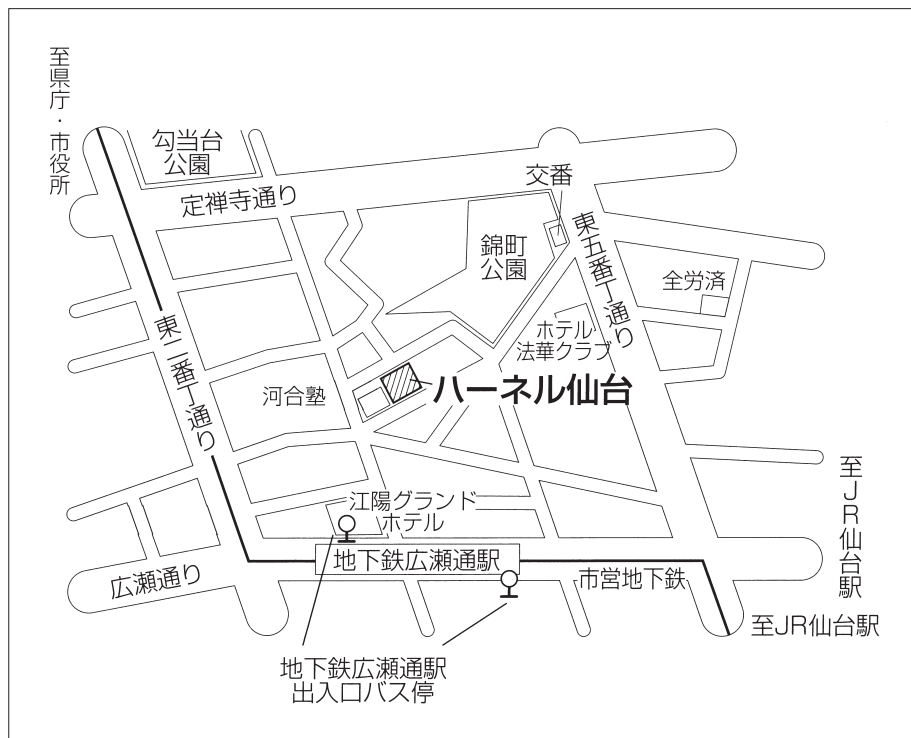 至県庁・市役所
勾当台
公園
定禅寺通り
交番
錦町
公園
東五番丁通り
全労済
ホテル
法華クラブ
東二番丁通り
河合塾
ハーネル仙台
江陽グランド
ホテル
至JR仙台駅
地下鉄広瀬通駅
広瀬通り
市営地下鉄
至JR仙台駅
地下鉄広瀬通駅
出入口バス停